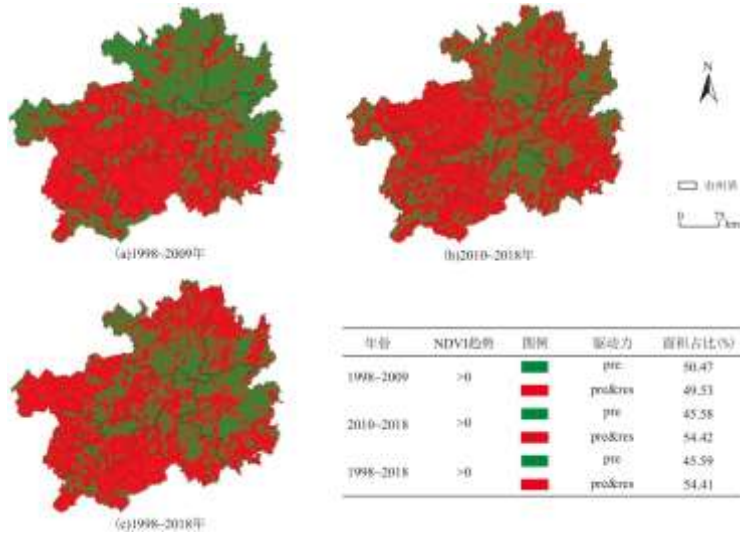 N
0 75
km
(a)1998~2009年
(b)2010~2018年
(c)1998~2018年
年份 NDVI趋势 图例 驱动力 面积占比(%)
1998~2009 >0 pre 50.47
pre&res 49.53
2010~2018 >0 pre 45.58
pre&res 54.42
1998~2018 >0 pre 45.59
pre&res 54.41